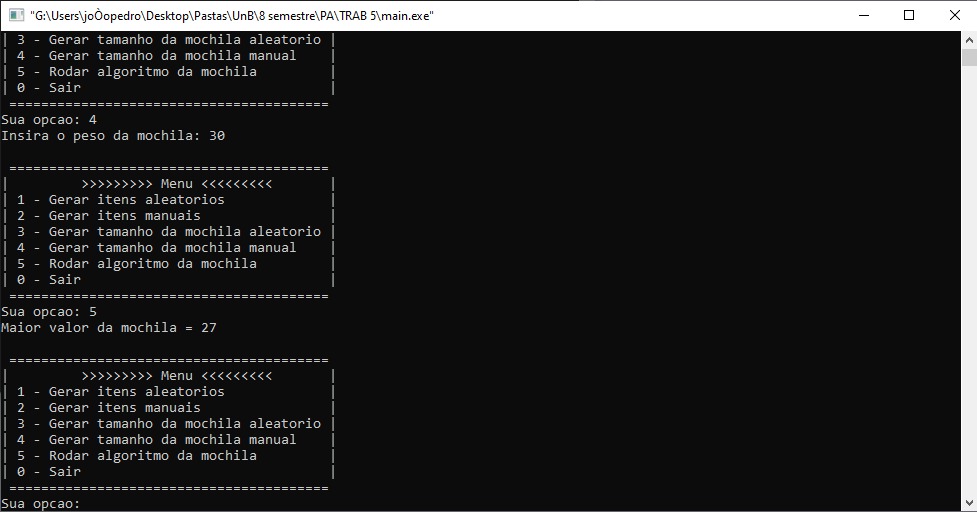 "G:\Users\joÒopedro\Desktop\Pastas\UnB\8 semestre\PA\TRAB 5\main.exe"
| 3 - Gerar tamanho da mochila aleatorio |
| 4 - Gerar tamanho da mochila manual    |
| 5 - Rodar algoritmo da mochila         |
| 0 - Sair                               |
 ========================================
Sua opcao: 4
Insira o peso da mochila: 30
 ========================================
|         >>>>>>>>> Menu <<<<<<<<<       |
| 1 - Gerar itens aleatorios             |
| 2 - Gerar itens manuais                |
| 3 - Gerar tamanho da mochila aleatorio |
| 4 - Gerar tamanho da mochila manual    |
| 5 - Rodar algoritmo da mochila         |
| 0 - Sair                               |
 ========================================
Sua opcao: 5
Maior valor da mochila = 27
 ========================================
|         >>>>>>>>> Menu <<<<<<<<<       |
| 1 - Gerar itens aleatorios             |
| 2 - Gerar itens manuais                |
| 3 - Gerar tamanho da mochila aleatorio |
| 4 - Gerar tamanho da mochila manual    |
| 5 - Rodar algoritmo da mochila         |
| 0 - Sair                               |
 ========================================
Sua opcao: